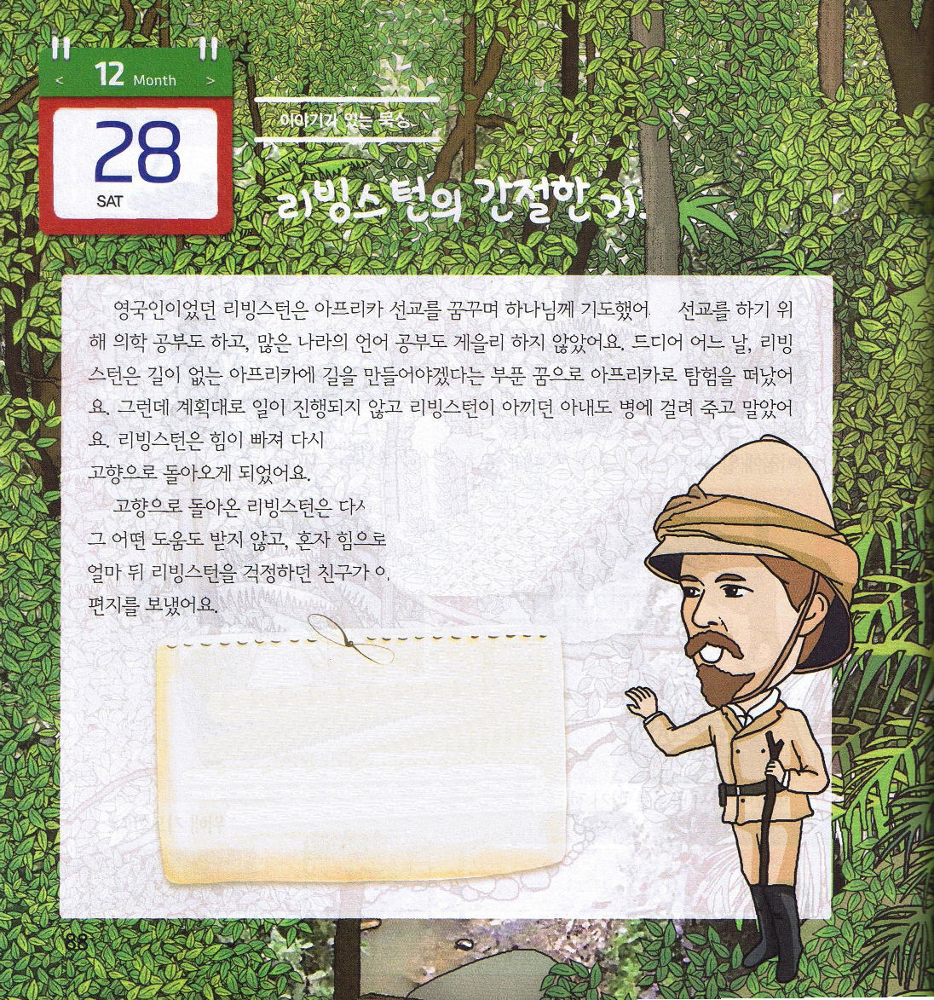 < 12 Month >
28
SAT
이야기가 있는 묵상
리빙스턴의 간절한
영국인이었던 리빙스턴은 아프리카 선교를 꿈꾸며 하나님께 기도했어 선교를 하기 위
해 의학 공부도 하고, 많은 나라의 언어 공부도 게을리 하지 않았어요. 드디어 어느 날, 리빙
스턴은 길이 없는 아프리카에 길을 만들어야겠다는 부푼 꿈으로 아프리카로 탐험을 떠났어
요. 그런데 계획대로 일이 진행되지 않고 리빙스턴이 아끼던 아내도 병에 걸려 죽고 말았어
요. 리빙스턴은 힘이 빠져 다시
고향으로 돌아오게 되었어요.
고향으로 돌아온 리빙스턴은
그 어떤 도움도 받지 않고, 혼자 힘으로
얼마 뒤 리빙스턴을 걱정하던 친구가
편지를 보냈어요.
88